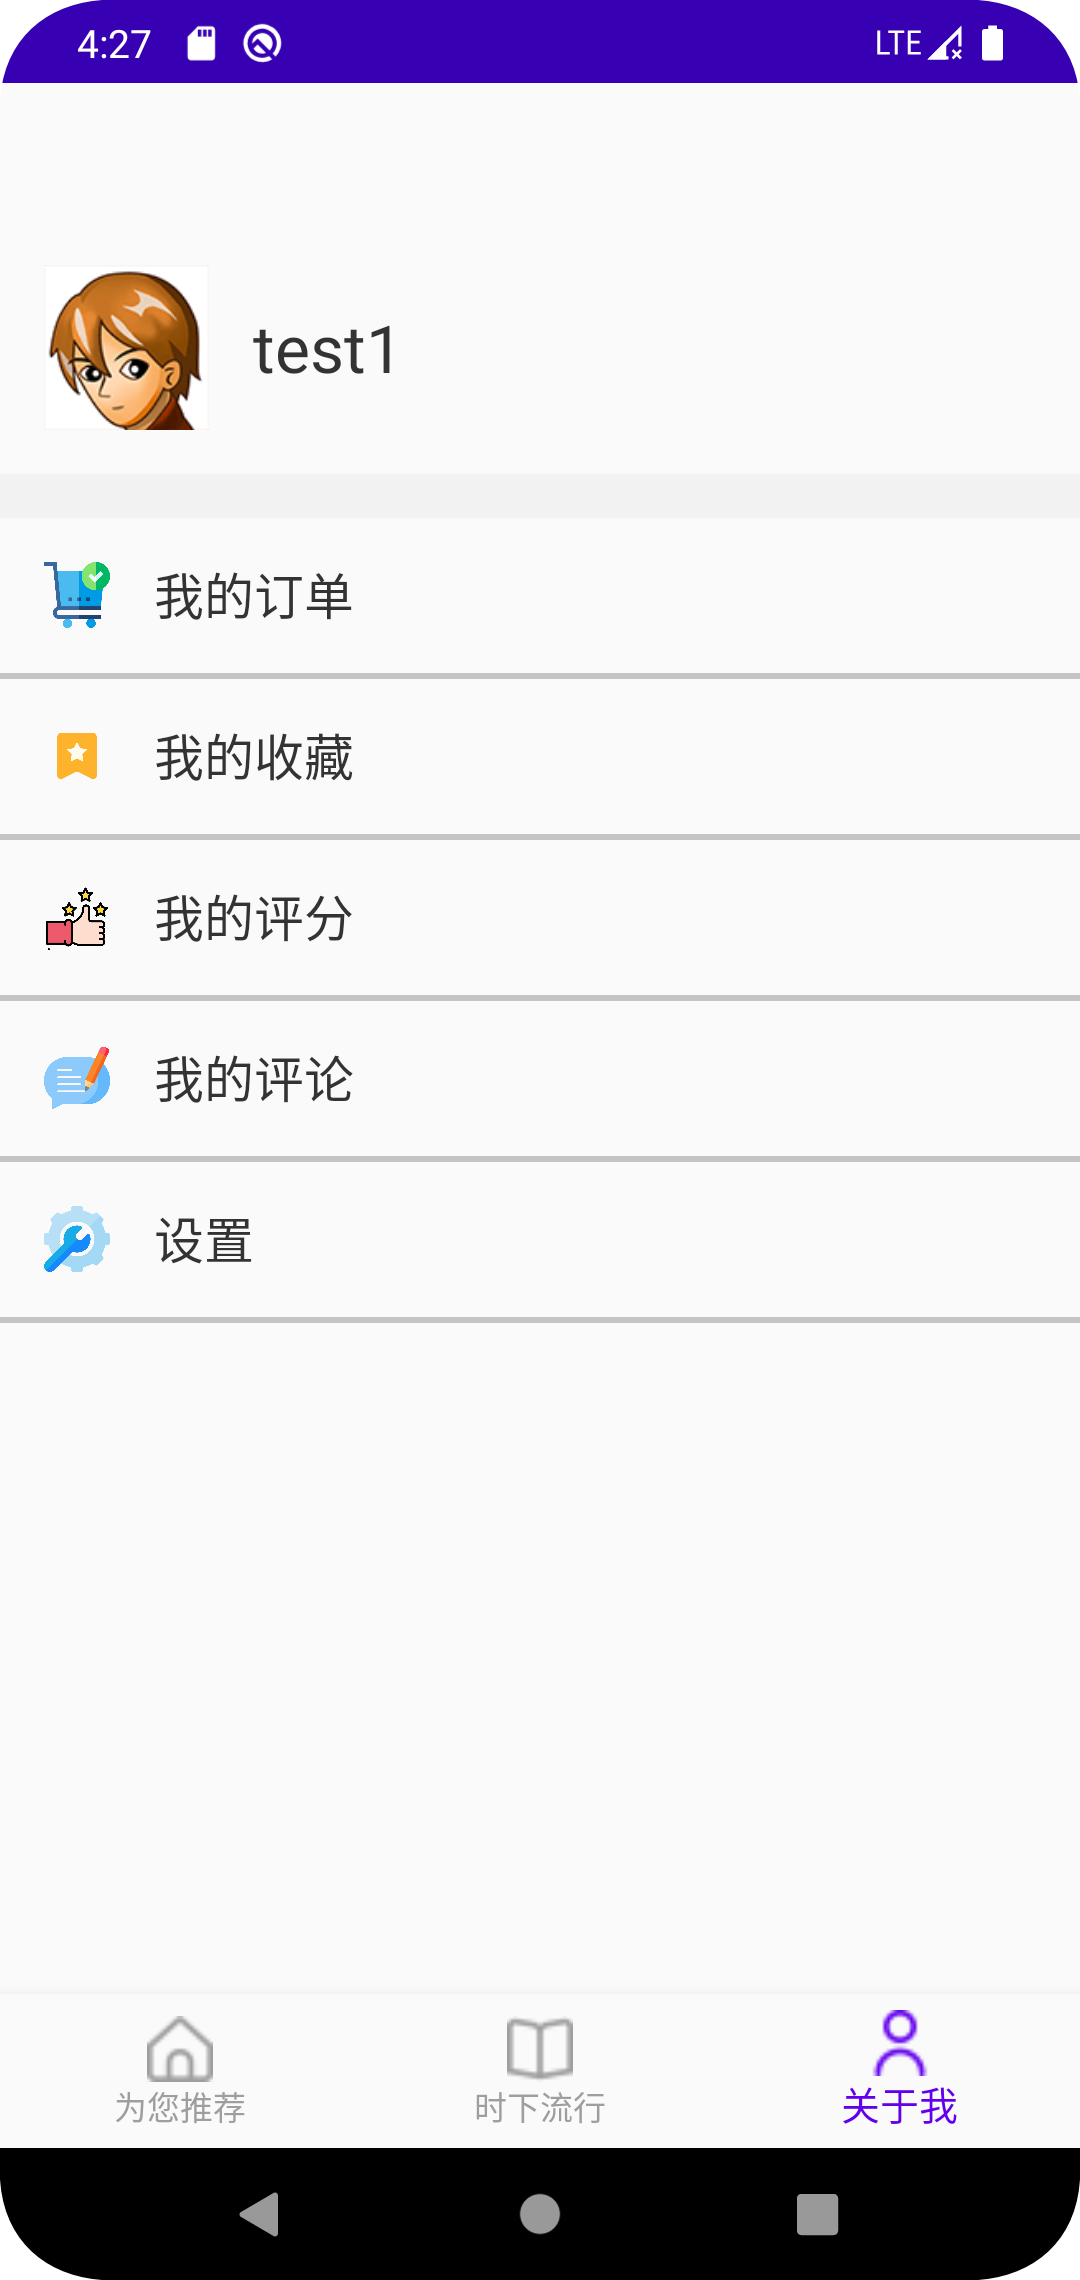 4:27 LTE
test1
我的订单
我的收藏
我的评分
我的评论
设置
为您推荐 时下流行 关于我